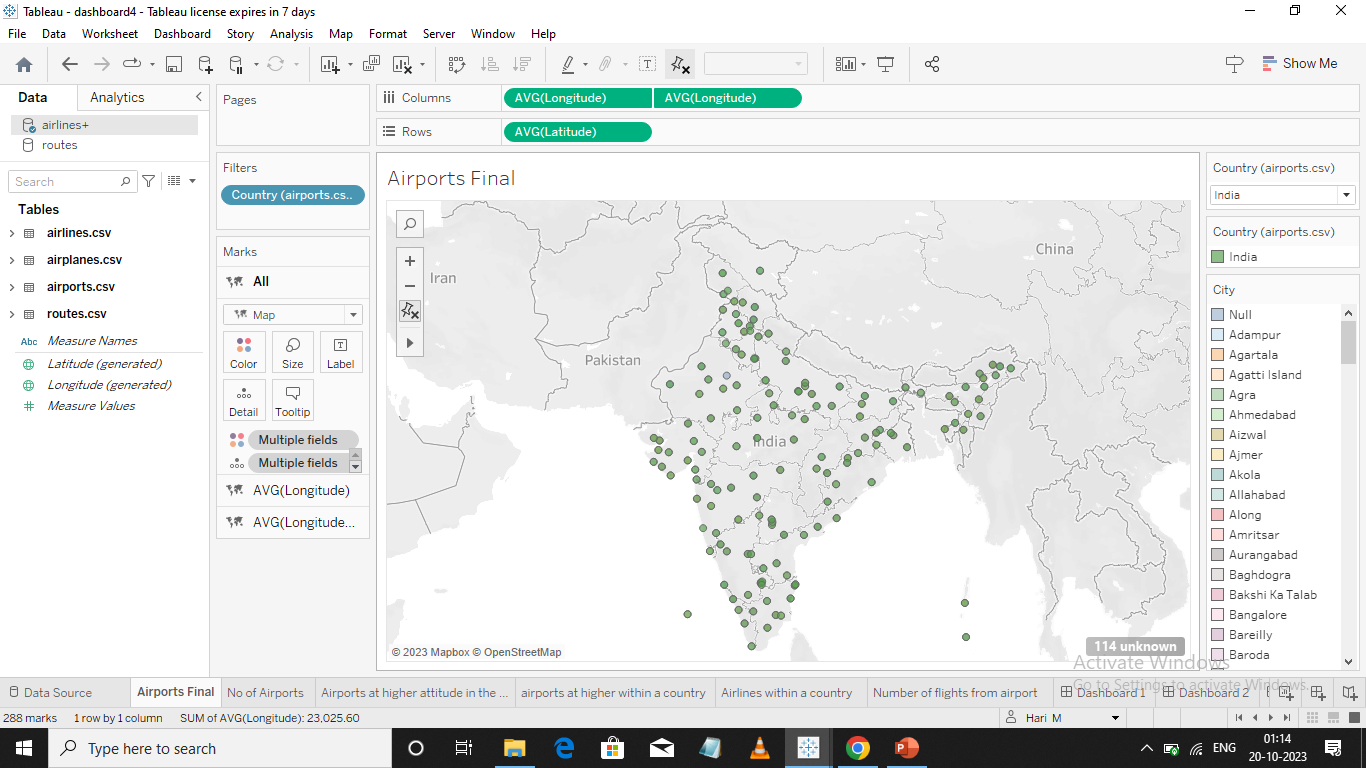 Tableau - dashboard4 - Tableau license expires in 7 days
File Data Worksheet Dashboard Story Analysis Map Format Server Window Help
Show Me
Data Analytics
airlines+
routes
Search
Tables
airlines.csv
airplanes.csv
airports.csv
routes.csv
Abc Measure Names
Latitude (generated)
Longitude (generated)
Measure Values
Pages
Filters
Country (airports.cs..
Marks
All
Map
Color Size Label
Detail Tooltip
Multiple fields
Multiple fields
AVG(Longitude)
AVG(Longitude...
Columns AVG(Longitude) AVG(Longitude)
Rows AVG(Latitude)
Airports Final
Iran
China
Pakistan
India
© 2023 Mapbox © OpenStreetMap
114 unknown
Country (airports.csv)
India
Country (airports.csv)
India
City
Null
Adampur
Agartala
Agatti Island
Agra
Ahmedabad
Aizwal
Ajmer
Akola
Allahabad
Along
Amritsar
Aurangabad
Baghdogra
Bakshi Ka Talab
Bangalore
Bareilly
Baroda
Activate Windows
Go to Settings to activate Windows.
Data Source Airports Final No of Airports Airports at higher attitude in the ... airports at higher within a country Airlines within a country Number of flights from airport Dashboard 1 Dashboard 2
288 marks 1 row by 1 column SUM of AVG(Longitude): 23,025.60 Hari M
Type here to search
ENG
01:14
20-10-2023